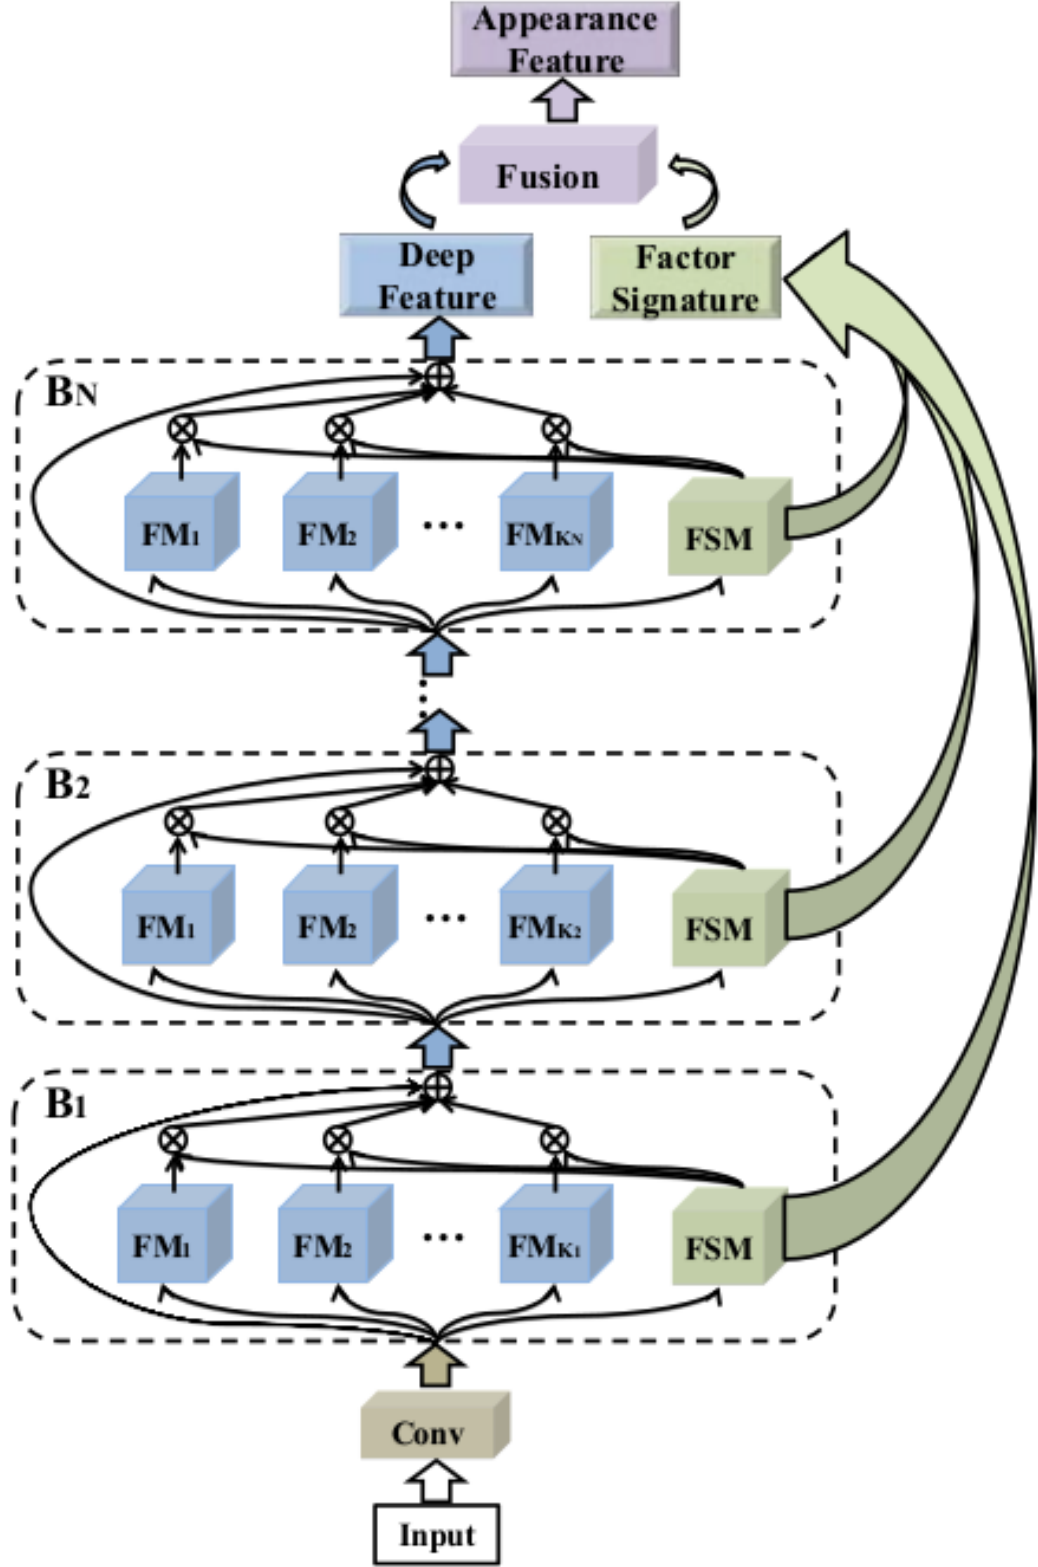 Appearance
Feature
Fusion
Deep
Feature
Factor
Signature
BN
FM1 FM2 ... FMKN FSM
B2
FM1 FM2 ... FMK2 FSM
B1
FM1 FM2 ... FMK1 FSM
Conv
Input